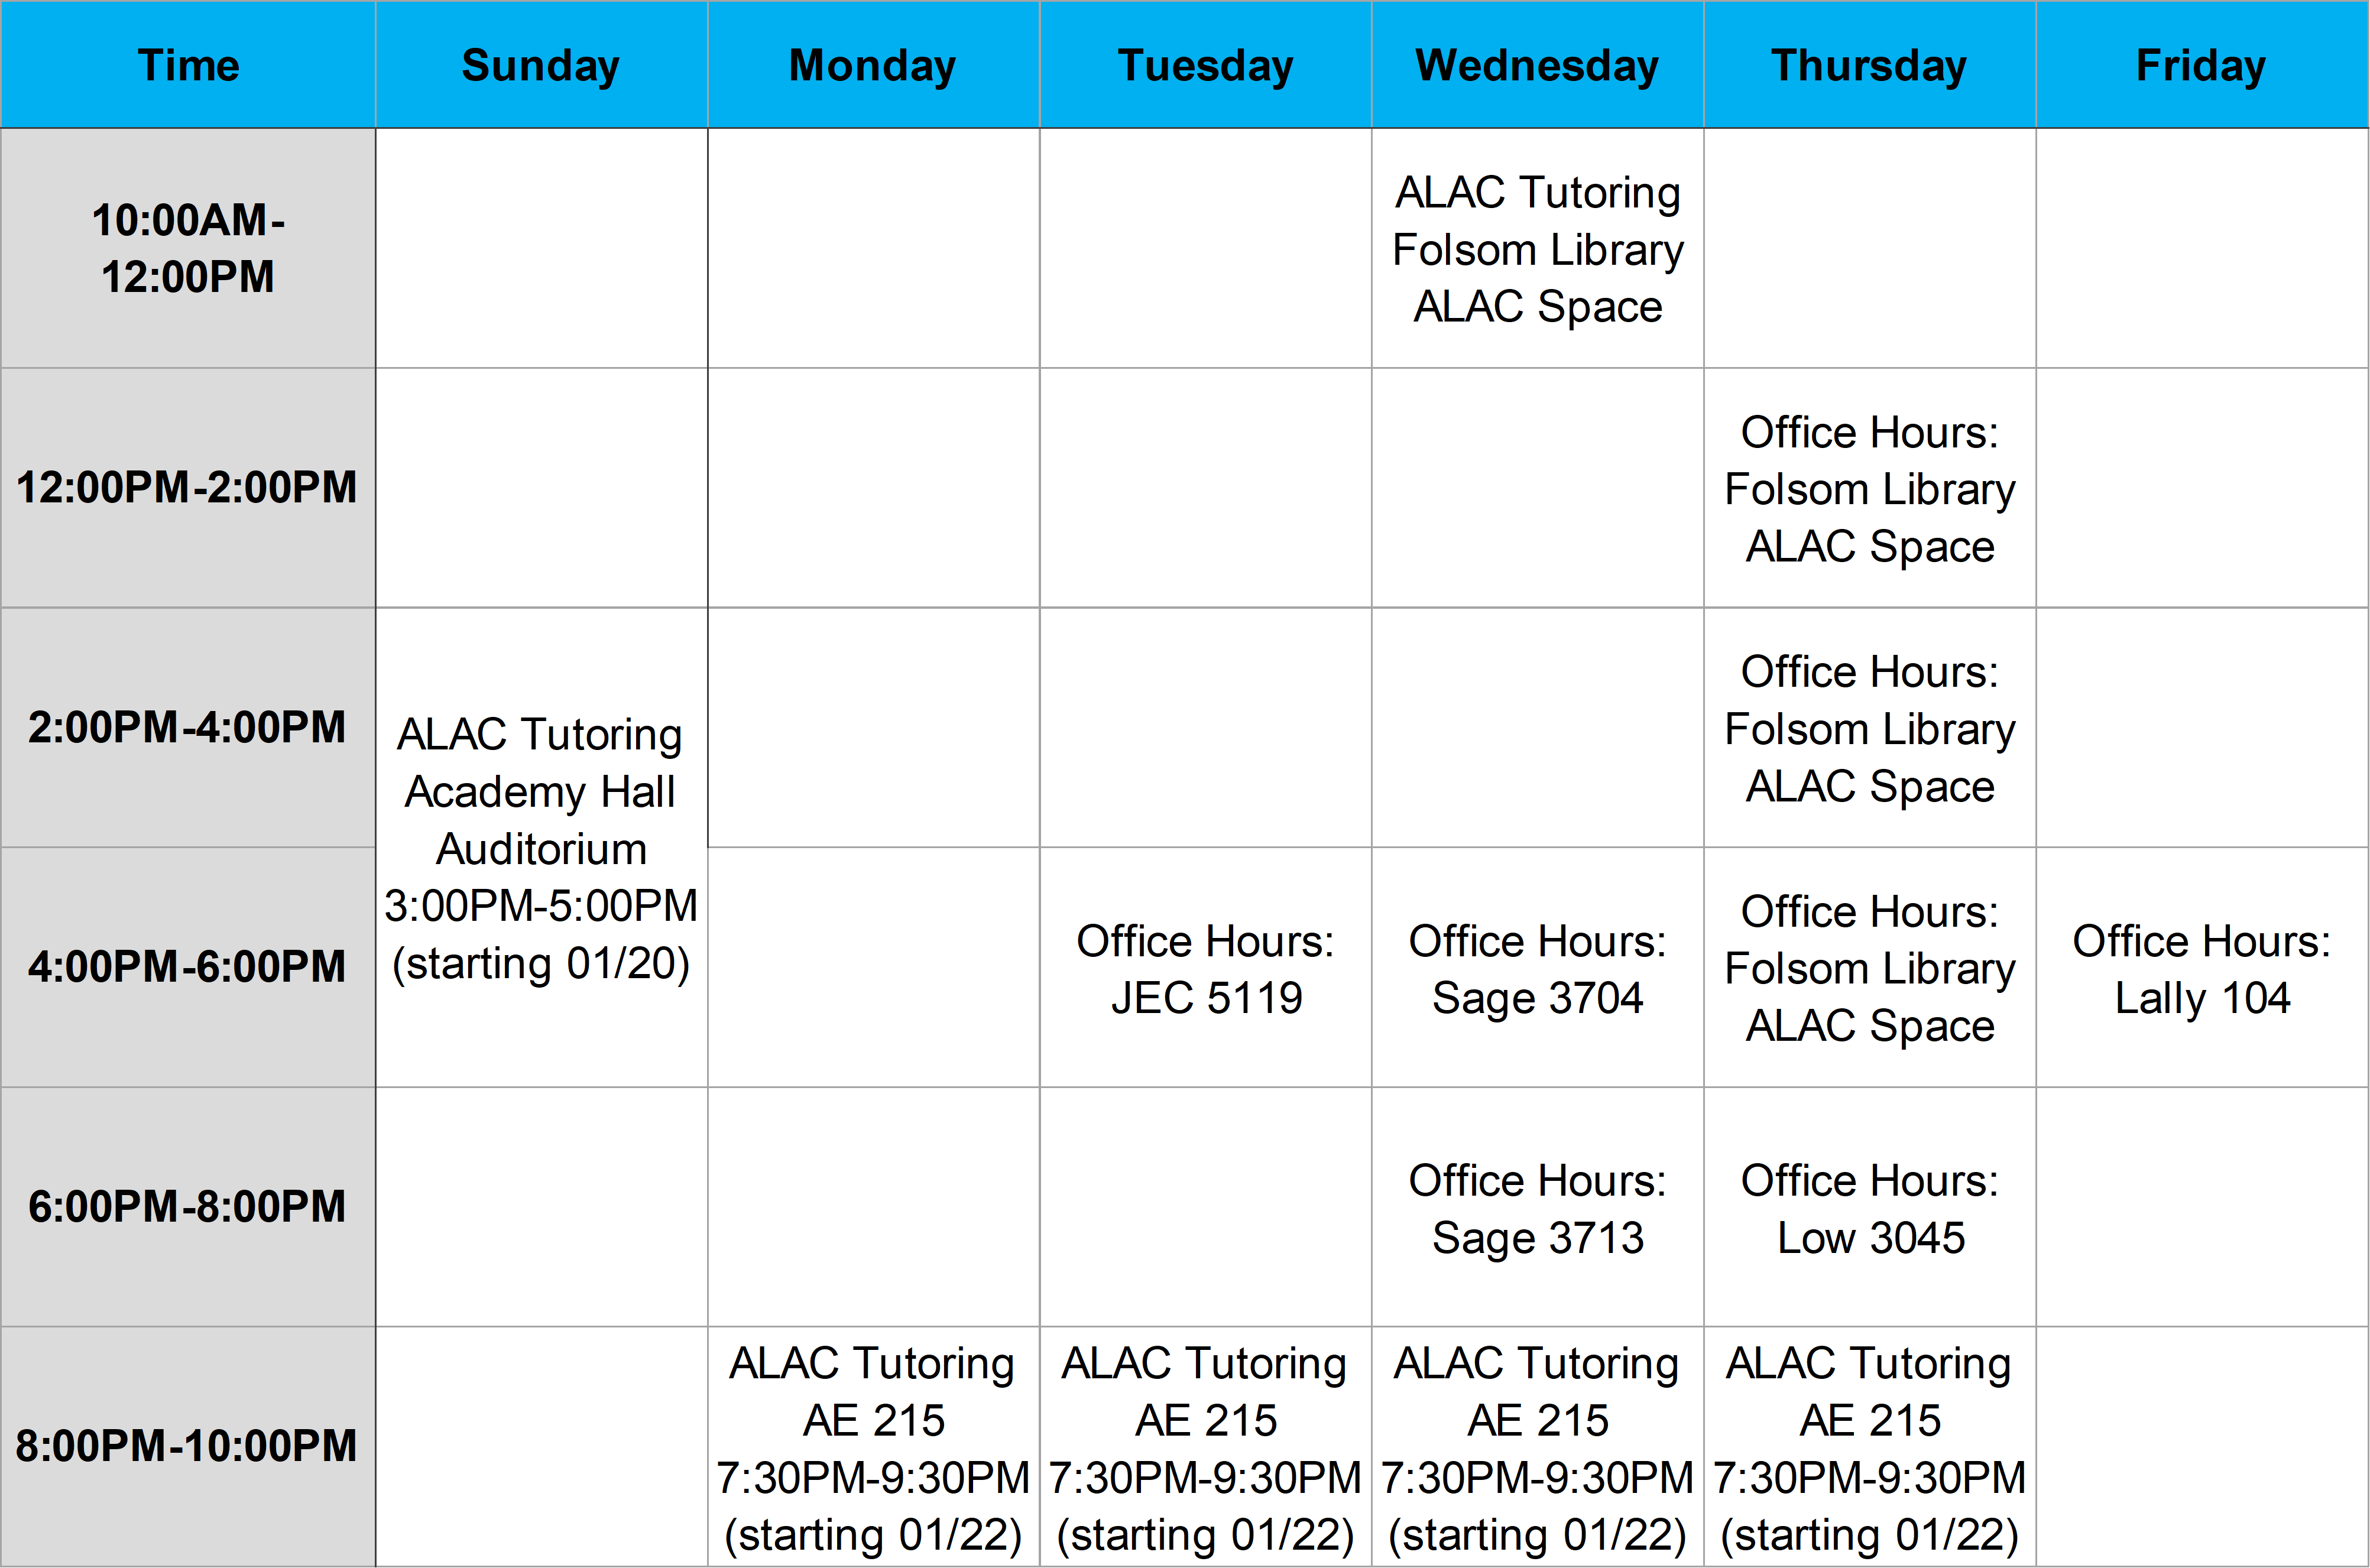 Time Sunday Monday Tuesday Wednesday Thursday Friday
10:00AM-
12:00PM
ALAC Tutoring
Folsom Library
ALAC Space
12:00PM-2:00PM
Office Hours:
Folsom Library
ALAC Space
2:00PM-4:00PM
ALAC Tutoring
Academy Hall
Auditorium
3:00PM-5:00PM
(starting 01/20)
Office Hours:
Folsom Library
ALAC Space
4:00PM-6:00PM
Office Hours:
JEC 5119
Office Hours:
Sage 3704
Office Hours:
Folsom Library
ALAC Space
Office Hours:
Lally 104
6:00PM-8:00PM
Office Hours:
Sage 3713
Office Hours:
Low 3045
8:00PM-10:00PM
ALAC Tutoring
AE 215
7:30PM-9:30PM
(starting 01/22)
ALAC Tutoring
AE 215
7:30PM-9:30PM
(starting 01/22)
ALAC Tutoring
AE 215
7:30PM-9:30PM
(starting 01/22)
ALAC Tutoring
AE 215
7:30PM-9:30PM
(starting 01/22)